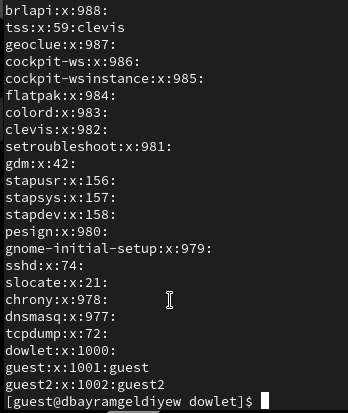 brlapi:x:988:
tss:x:59:clevis
geoclue:x:987:
cockpit-ws:x:986:
cockpit-wsinstance:x:985:
flatpak:x:984:
colord:x:983:
clevis:x:982:
setroubleshoot:x:981:
gdm:x:42:
stapusr:x:156:
stapsys:x:157:
stapdev:x:158:
pesign:x:980:
gnome-initial-setup:x:979:
sshd:x:74:
slocate:x:21:
chrony:x:978:
dnsmasq:x:977:
tcpdump:x:72:
dowlet:x:1000:
guest:x:1001:guest
guest2:x:1002:guest2
[guest@dbayramgeldiyew dowlet]$